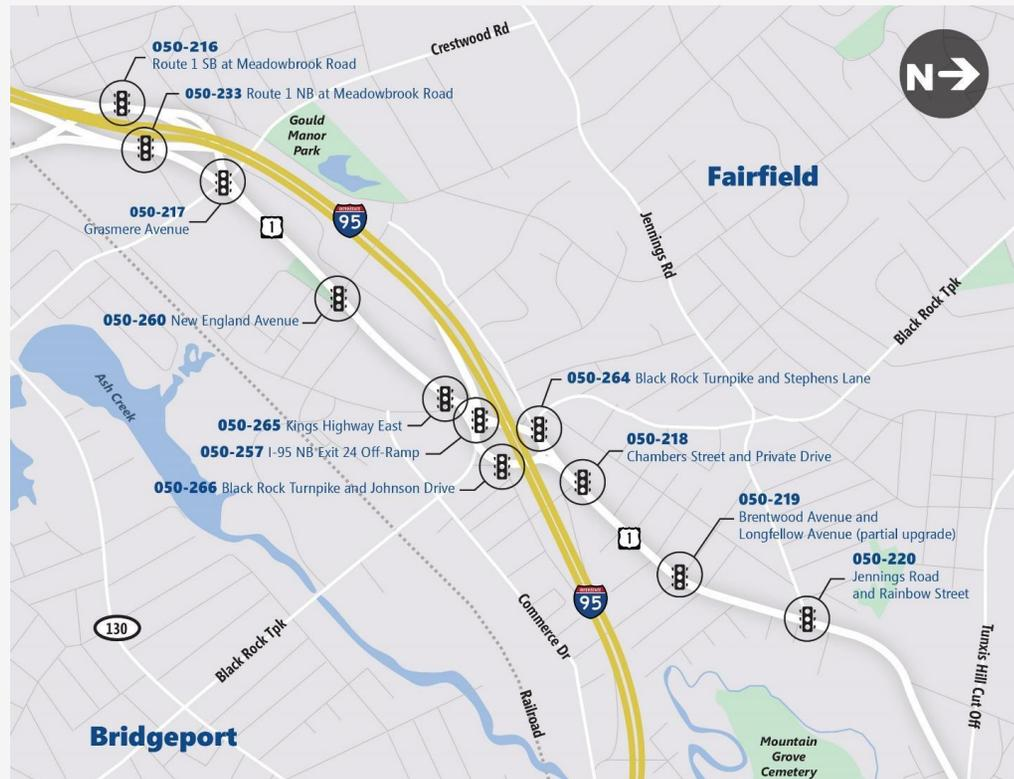 050-216
Route 1 SB at Meadowbrook Road
Crestwood Rd
N
050-233 Route 1 NB at Meadowbrook Road
Gould
Manor
Park
Fairfield
050-217
Grasmere Avenue
1
INTERSTATE
95
Jennings Rd
Black Rock Tpk
050-260 New England Avenue
Ash Creek
050-264 Black Rock Turnpike and Stephens Lane
050-265 Kings Highway East
050-257 I-95 NB Exit 24 Off-Ramp
050-266 Black Rock Turnpike and Johnson Drive
050-218
Chambers Street and Private Drive
050-219
Brentwood Avenue and
Longfellow Avenue (partial upgrade)
1
050-220
Jennings Road
and Rainbow Street
INTERSTATE
95
130
Black Rock Tpk
Commerce Dr
Railroad
Tunxis Hill Cut Off
Bridgeport
Mountain
Grove
Cemetery